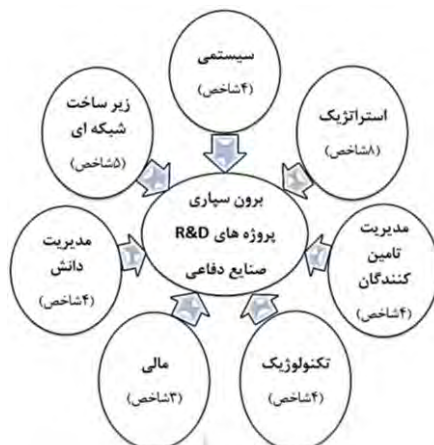 سیستمی
(۴شاخص)
استراتژیک
(۸شاخص)
مدیریت
تامین
کنندگان
(۴شاخص)
تکنولوژیک
(۴شاخص)
مالی
(۳شاخص)
مدیریت
دانش
(۴شاخص)
زیر ساخت
شبکه ای
(۵شاخص)
برون سپاری
پروژه های R&D
صنایع دفاعی